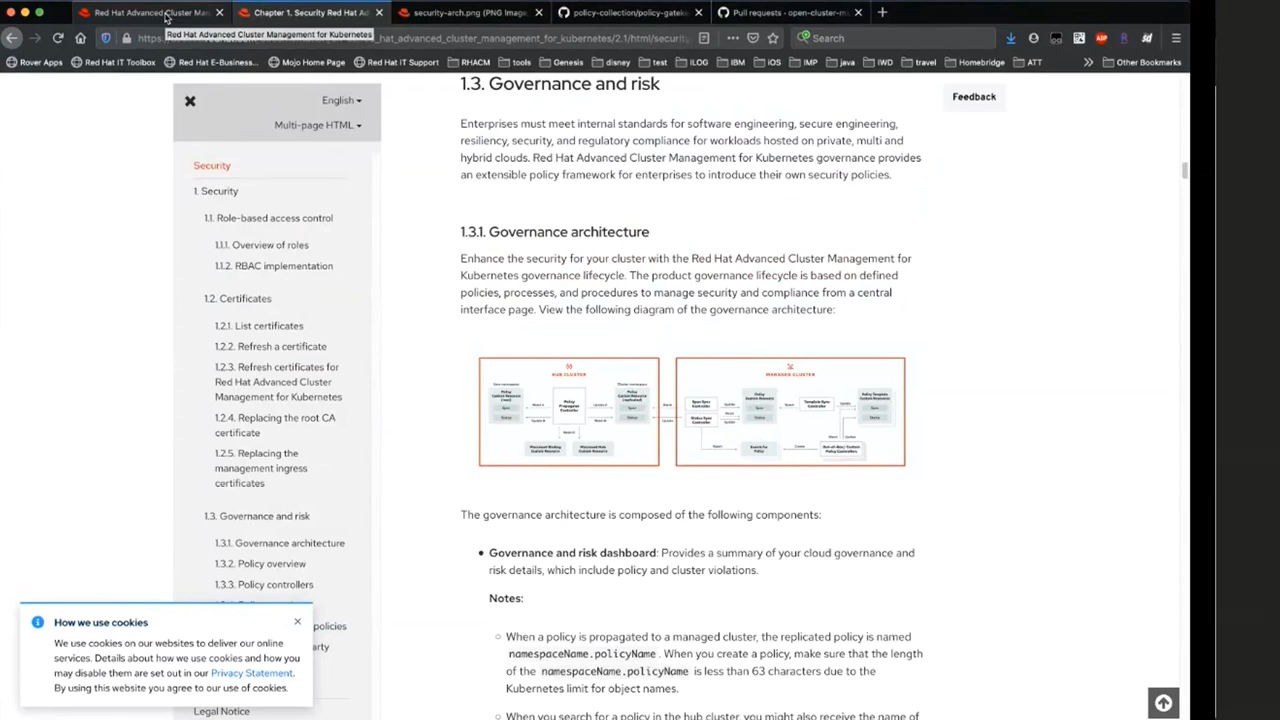 Red Hat Advanced Cluster Man
Chapter 1. Security Red Hat Ad
security-arch.png (PNG Image
policy-collection/policy-gateke
Pull requests · open-cluster-m
Red Hat Advanced Cluster Management for Kubernetes
https://
_hat_advanced_cluster_management_for_kubernetes/2.1/html/securit
Search
Rover Apps
Red Hat IT Toolbox
Red Hat E-Business...
Mojo Home Page
Red Hat IT Support
RHACM
tools
Genesis
disney
test
ILOG
IBM
iOS
IMP
java
IWD
travel
Homebridge
ATT
Other Bookmarks
English
Multi-page HTML
Security
1. Security
1.1. Role-based access control
1.1.1. Overview of roles
1.1.2. RBAC implementation
1.2. Certificates
1.2.1. List certificates
1.2.2. Refresh a certificate
1.2.3. Refresh certificates for
Red Hat Advanced Cluster
Management for Kubernetes
1.2.4. Replacing the root CA
certificate
1.2.5. Replacing the
management ingress
certificates
1.3. Governance and risk
1.3.1. Governance architecture
1.3.2. Policy overview
1.3.3. Policy controllers
policies
rty
Legal Notice
How we use cookies
We use cookies on our websites to deliver our online
services. Details about how we use cookies and how you
may disable them are set out in our Privacy Statement.
By using this website you agree to our use of cookies.
1.3. Governance and risk
Feedback
Enterprises must meet internal standards for software engineering, secure engineering,
resiliency, security, and regulatory compliance for workloads hosted on private, multi and
hybrid clouds. Red Hat Advanced Cluster Management for Kubernetes governance provides
an extensible policy framework for enterprises to introduce their own security policies.
1.3.1. Governance architecture
Enhance the security for your cluster with the Red Hat Advanced Cluster Management for
Kubernetes governance lifecycle. The product governance lifecycle is based on defined
policies, processes, and procedures to manage security and compliance from a central
interface page. View the following diagram of the governance architecture:
HUB CLUSTER
MANAGED CLUSTER
The governance architecture is composed of the following components:
Governance and risk dashboard: Provides a summary of your cloud governance and
risk details, which include policy and cluster violations.
Notes:
When a policy is propagated to a managed cluster, the replicated policy is named
namespaceName.policyName. When you create a policy, make sure that the length
of the namespaceName.policyName is less than 63 characters due to the
Kubernetes limit for object names.
When you search for a policy in the hub cluster, you might also receive the name of